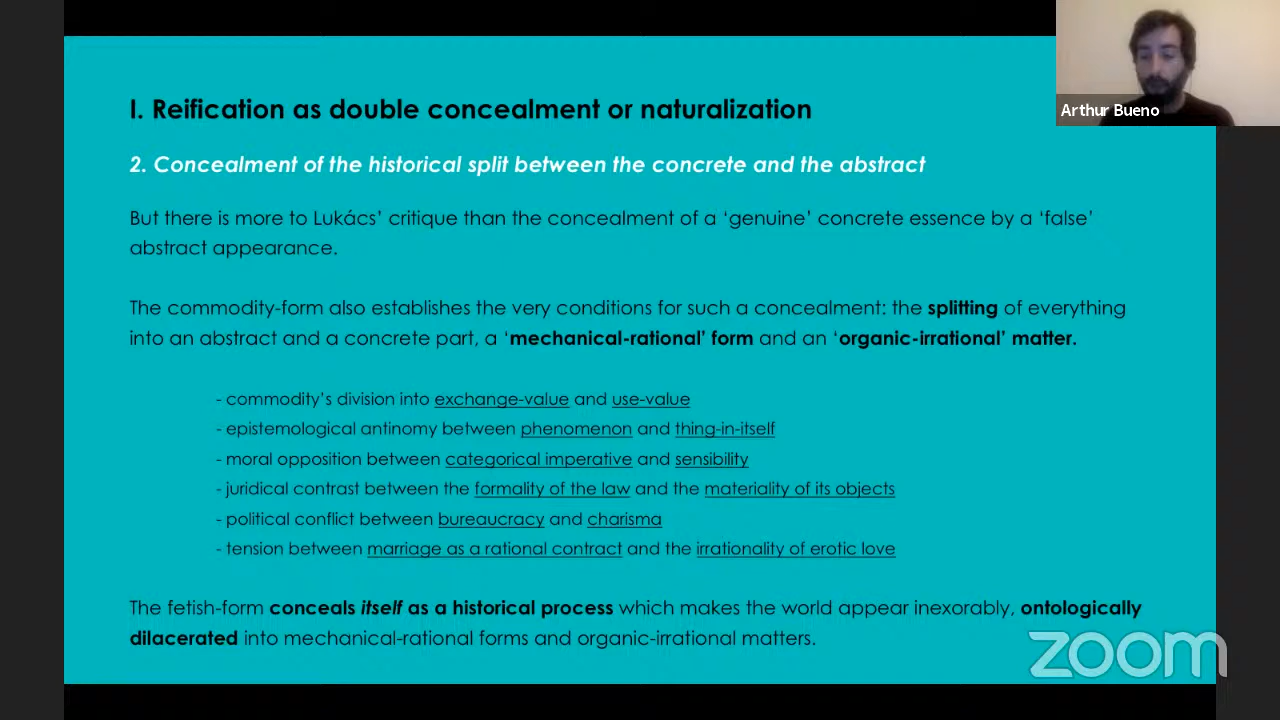 I. Reification as double concealment or naturalization
Arthur Bueno
2. Concealment of the historical split between the concrete and the abstract
But there is more to Lukács’ critique than the concealment of a ‘genuine’ concrete essence by a ‘false’
abstract appearance.
The commodity-form also establishes the very conditions for such a concealment: the splitting of everything
into an abstract and a concrete part, a ‘mechanical-rational’ form and an ‘organic-irrational’ matter.
- commodity’s division into exchange-value and use-value
- epistemological antinomy between phenomenon and thing-in-itself
- moral opposition between categorical imperative and sensibility
- juridical contrast between the formality of the law and the materiality of its objects
- political conflict between bureaucracy and charisma
- tension between marriage as a rational contract and the irrationality of erotic love
The fetish-form conceals itself as a historical process which makes the world appear inexorably, ontologically
dilacerated into mechanical-rational forms and organic-irrational matters.
zoom